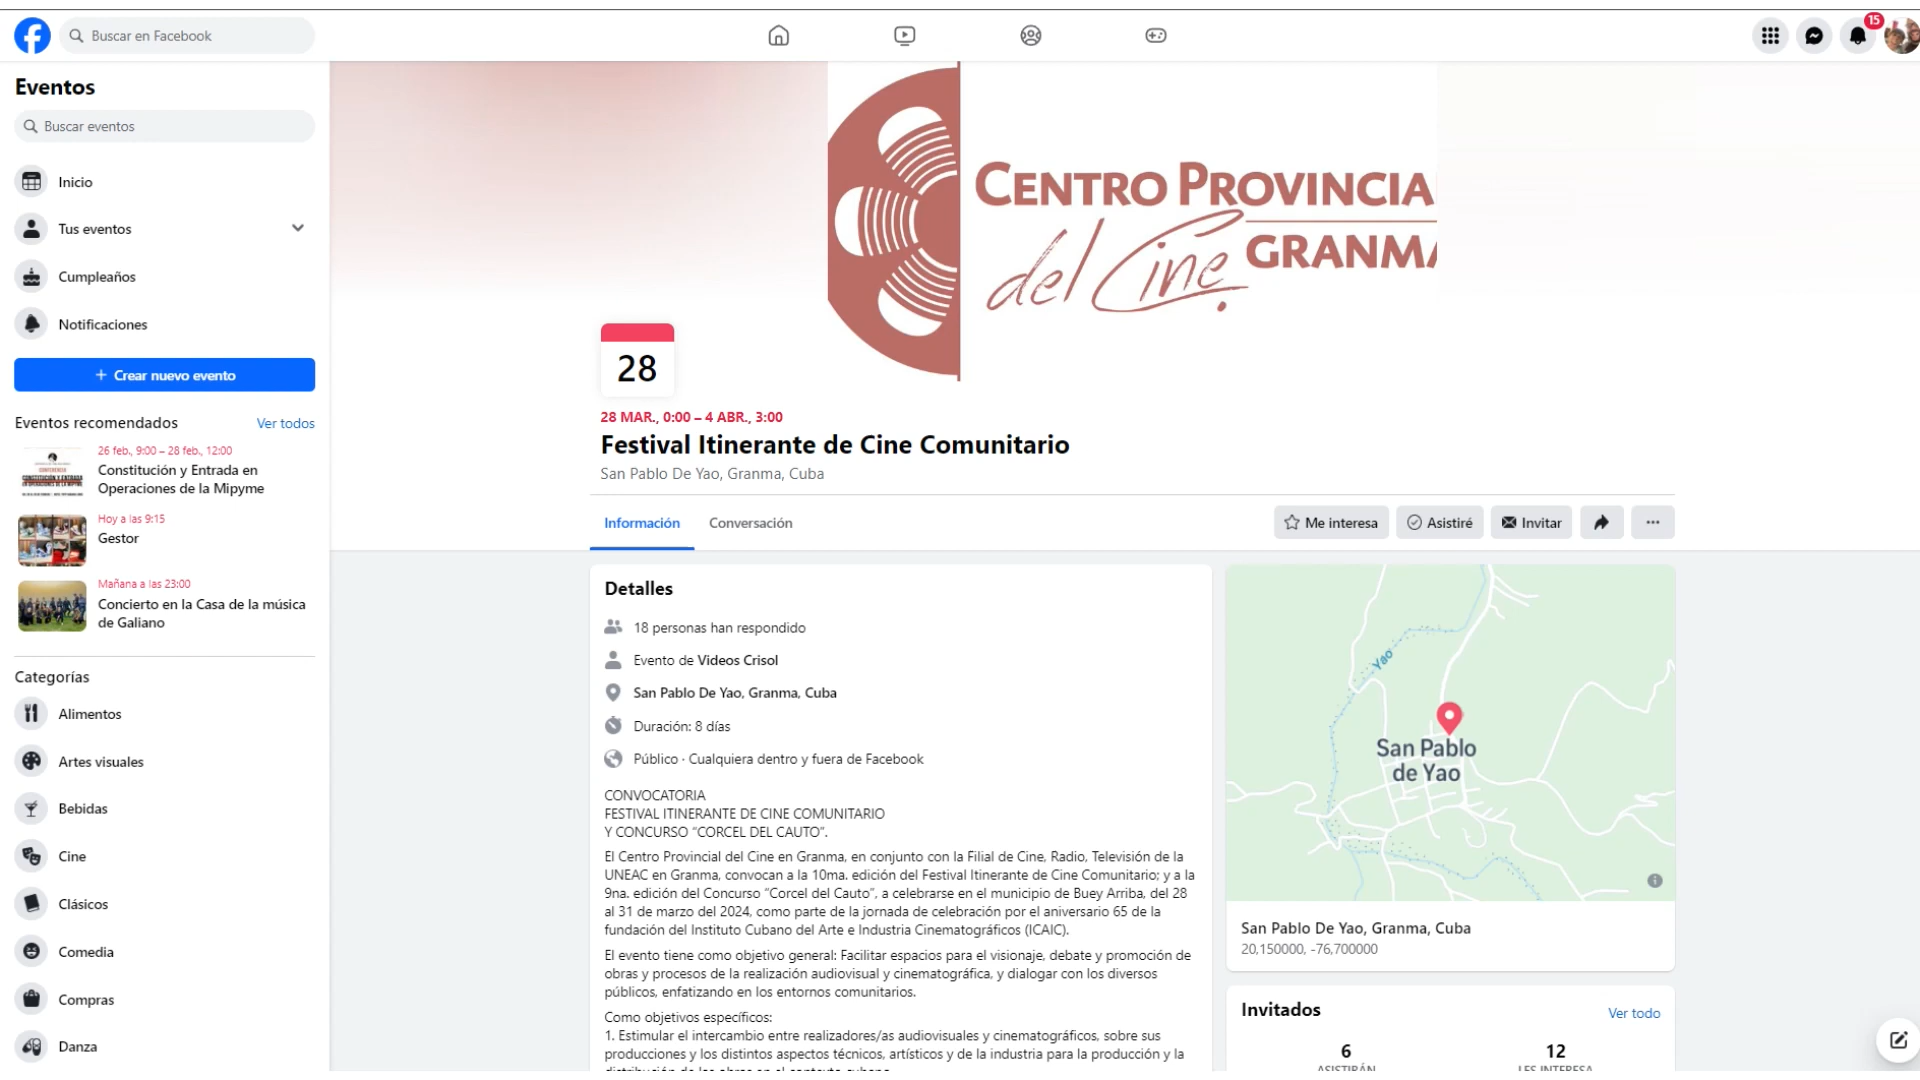 Buscar en Facebook
15
Eventos
Buscar eventos
Inicio
Tus eventos
Cumpleaños
Notificaciones
+ Crear nuevo evento
Eventos recomendados
Ver todos
26 feb., 9:00 – 28 feb., 12:00
Constitución y Entrada en
Operaciones de la Mipyme
Hoy a las 9:15
Gestor
Mañana a las 23:00
Concierto en la Casa de la música
de Galiano
Categorías
Alimentos
Artes visuales
Bebidas
Cine
Clásicos
Comedia
Compras
Danza
CENTRO PROVINCIA
del Cine GRANMA
28
28 MAR., 0:00 – 4 ABR., 3:00
Festival Itinerante de Cine Comunitario
San Pablo De Yao, Granma, Cuba
Información
Conversación
Me interesa
Asistiré
Invitar
Detalles
18 personas han respondido
Evento de Videos Crisol
San Pablo De Yao, Granma, Cuba
Duración: 8 días
Público · Cualquiera dentro y fuera de Facebook
CONVOCATORIA
FESTIVAL ITINERANTE DE CINE COMUNITARIO
Y CONCURSO “CORCEL DEL CAUTO”.
El Centro Provincial del Cine en Granma, en conjunto con la Filial de Cine, Radio, Televisión de la
UNEAC en Granma, convocan a la 10ma. edición del Festival Itinerante de Cine Comunitario; y a la
9na. edición del Concurso “Corcel del Cauto”, a celebrarse en el municipio de Buey Arriba, del 28
al 31 de marzo del 2024, como parte de la jornada de celebración por el aniversario 65 de la
fundación del Instituto Cubano del Arte e Industria Cinematográficos (ICAIC).
El evento tiene como objetivo general: Facilitar espacios para el visionaje, debate y promoción de
obras y procesos de la realización audiovisual y cinematográfica, y dialogar con los diversos
públicos, enfatizando en los entornos comunitarios.
Como objetivos específicos:
1. Estimular el intercambio entre realizadores/as audiovisuales y cinematográficos, sobre sus
producciones y los distintos aspectos técnicos, artísticos y de la industria para la producción y la
distribución de las obras en el contexto cubano.
Yao
San Pablo
de Yao
San Pablo De Yao, Granma, Cuba
20,150000, -76,700000
Invitados
Ver todo
6
ASISTIRÁN
12
LES INTERESA